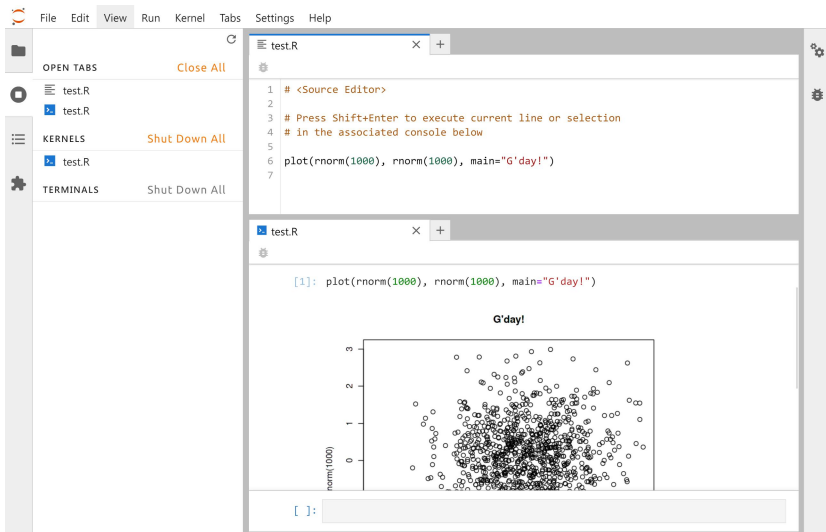 File Edit View Run Kernel Tabs Settings Help
OPEN TABS Close All
test.R
test.R
KERNELS Shut Down All
test.R
TERMINALS Shut Down All
test.R
1 # <Source Editor>
2
3 # Press Shift+Enter to execute current line or selection
4 # in the associated console below
5
6 plot(rnorm(1000), rnorm(1000), main="G'day!")
7
test.R
[1]: plot(rnorm(1000), rnorm(1000), main="G'day!")
G'day!
3
2
1
0
norm(1000)
[ ]: